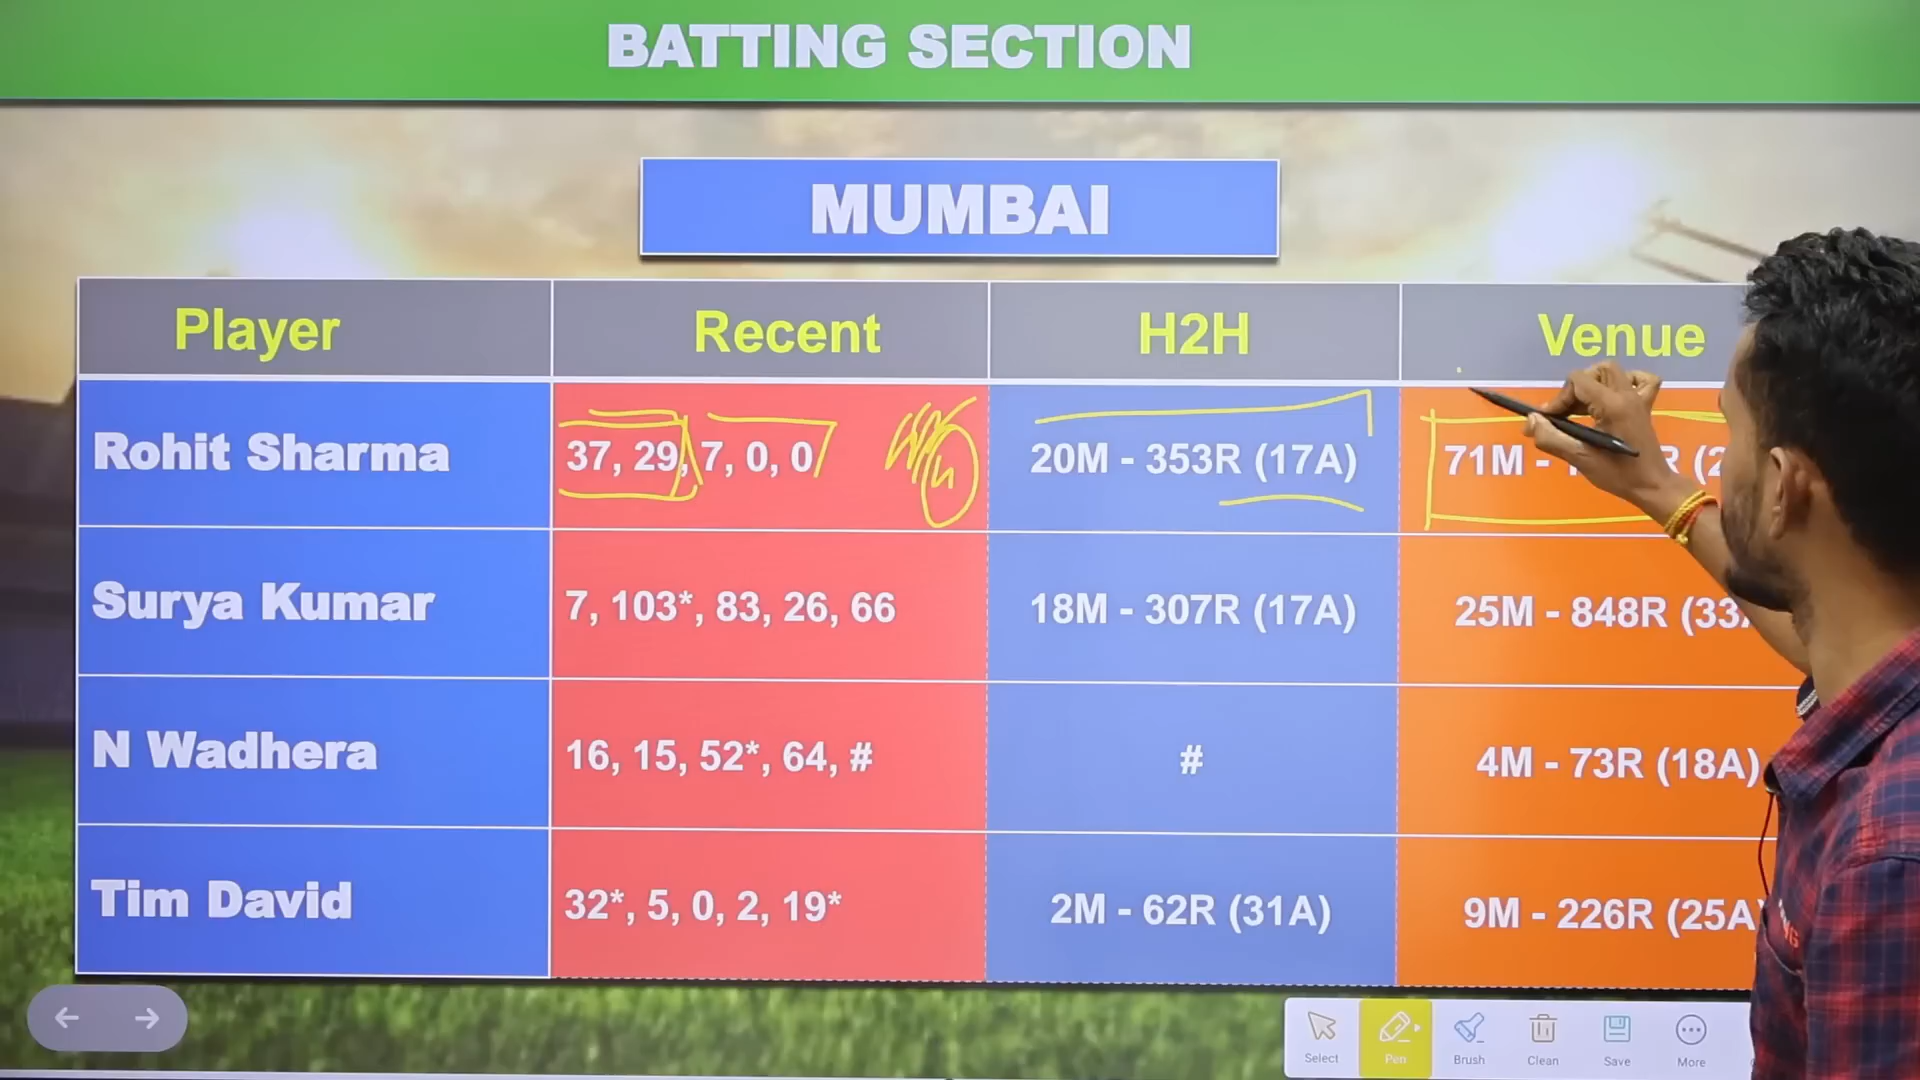 BATTING SECTION
MUMBAI
Player Recent H2H Venue
Rohit Sharma 37, 29, 7, 0, 0 20M - 353R (17A) 71M -
Surya Kumar 7, 103*, 83, 26, 66 18M - 307R (17A) 25M - 848R (33
N Wadhera 16, 15, 52*, 64, # # 4M - 73R (18A)
Tim David 32*, 5, 0, 2, 19* 2M - 62R (31A) 9M - 226R (25A
Select Pen Brush Clean Save More